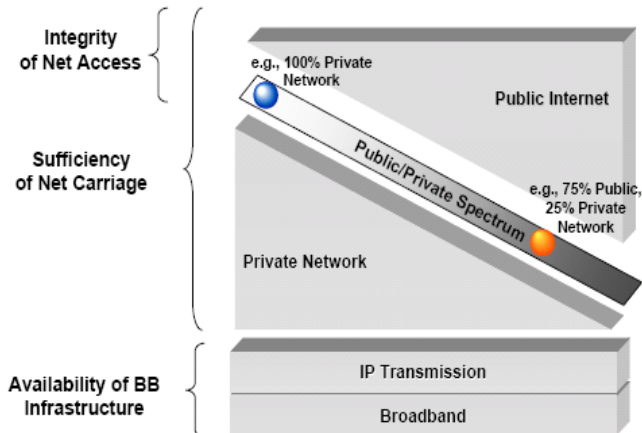 Integrity
of Net Access
e.g., 100% Private
Network
Public Internet
Sufficiency
of Net Carriage
Public/Private Spectrum
e.g., 75% Public,
25% Private
Network
Private Network
Availability of BB
Infrastructure
IP Transmission
Broadband